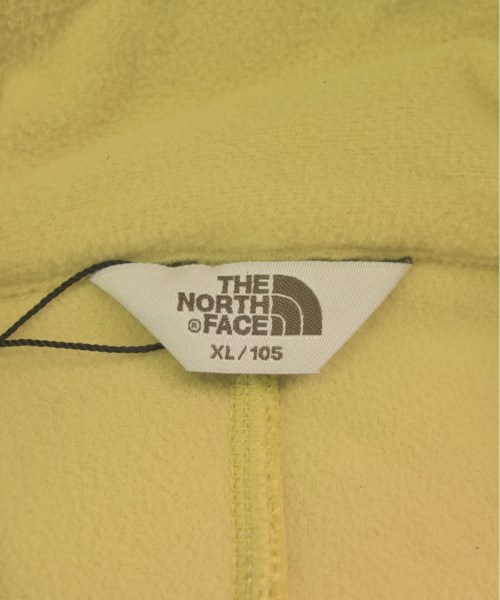 THE
NORTH
®FACE
XL/105